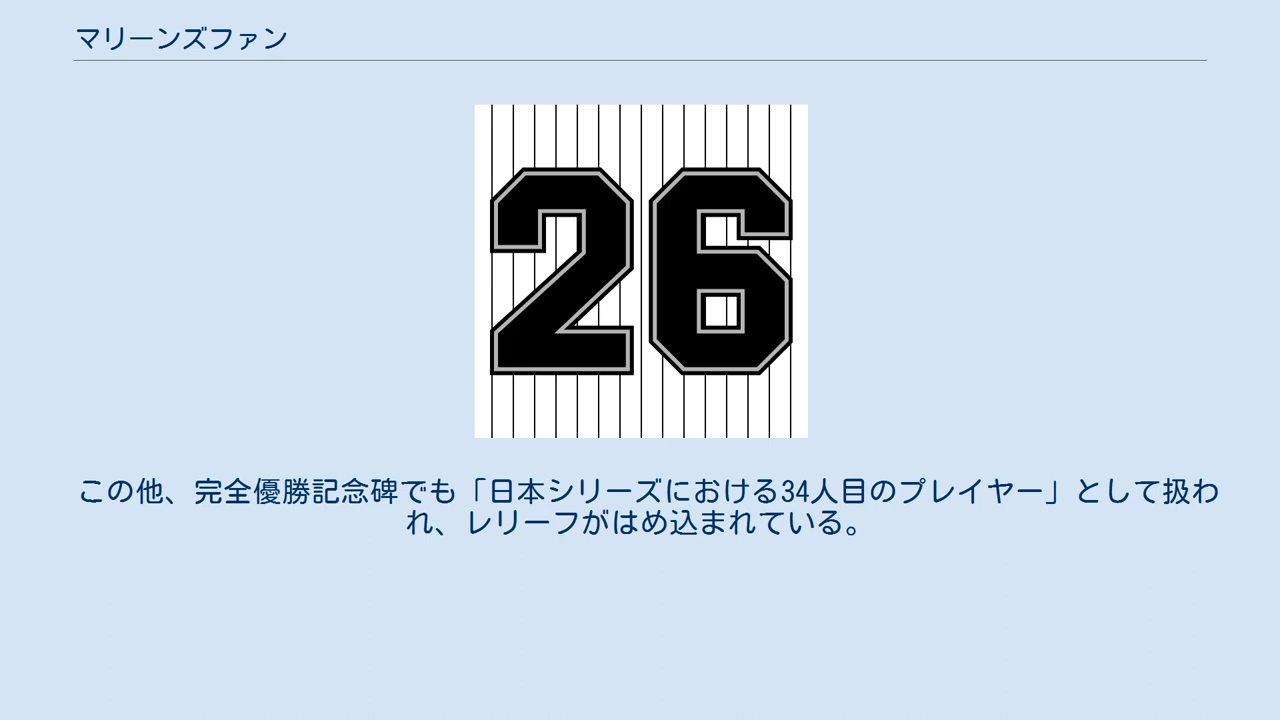 マリーンズファン
26
この他、完全優勝記念碑でも「日本シリーズにおける34人目のプレイヤー」として扱わ
れ、レリーフがはめ込まれている。